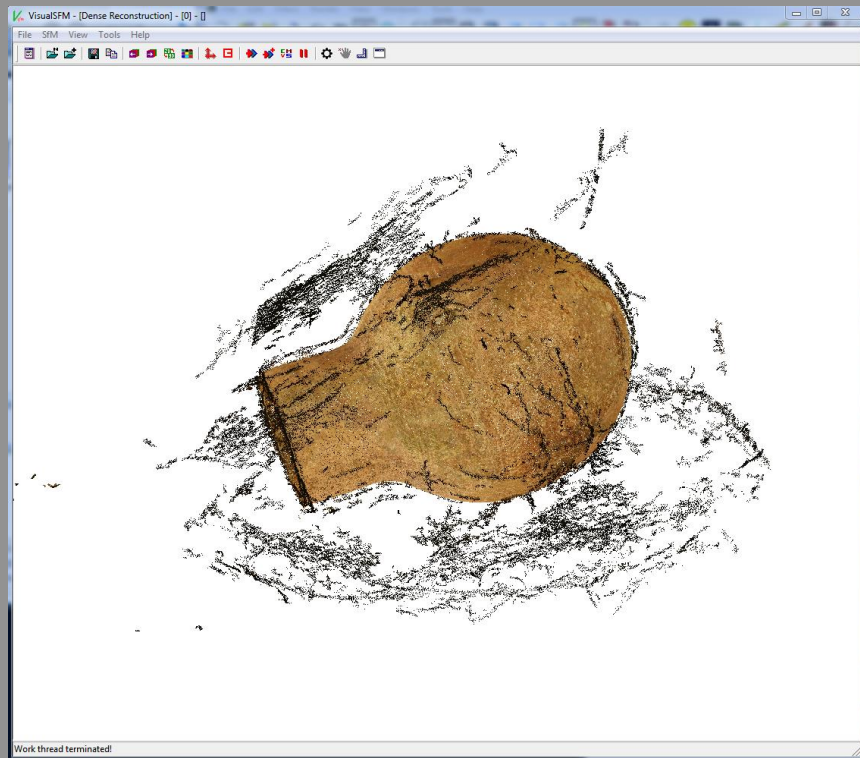 VisualSFM - [Dense Reconstruction] - [0] - []
File SfM View Tools Help
Work thread terminated!